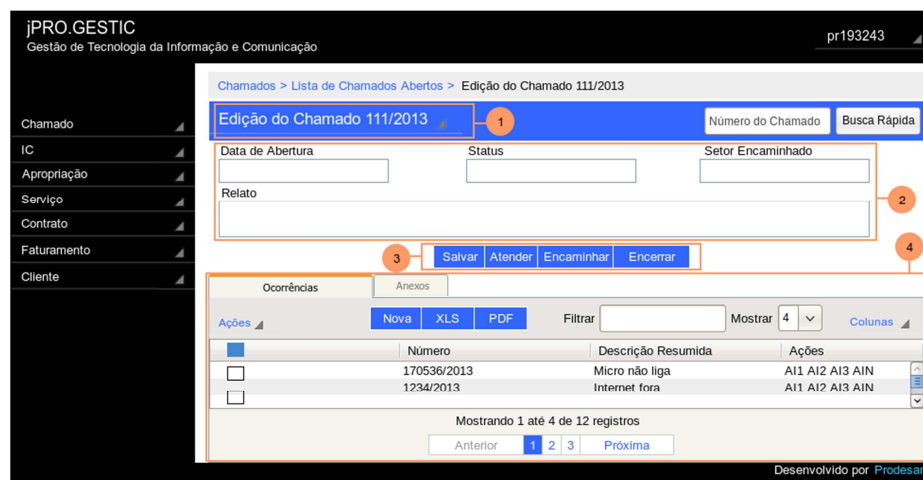 jPRO.GESTIC
Gestão de Tecnologia da Informação e Comunicação
pr193243
Chamados > Lista de Chamados Abertos > Edição do Chamado 111/2013
Edição do Chamado 111/2013
1
Número do Chamado
Busca Rápida
Chamado
IC
Apropriação
Serviço
Contrato
Faturamento
Cliente
Data de Abertura
Status
Setor Encaminhado
Relato
2
3
Salvar Atender Encaminhar Encerrar
4
Ocorrências
Anexos
Ações
Nova XLS PDF
Filtrar
Mostrar 4
Colunas
Número Descrição Resumida Ações
170536/2013 Micro não liga AI1 AI2 AI3 AIN
1234/2013 Internet fora AI1 AI2 AI3 AIN
Mostrando 1 até 4 de 12 registros
Anterior 1 2 3 Próxima
Desenvolvido por Prodesan